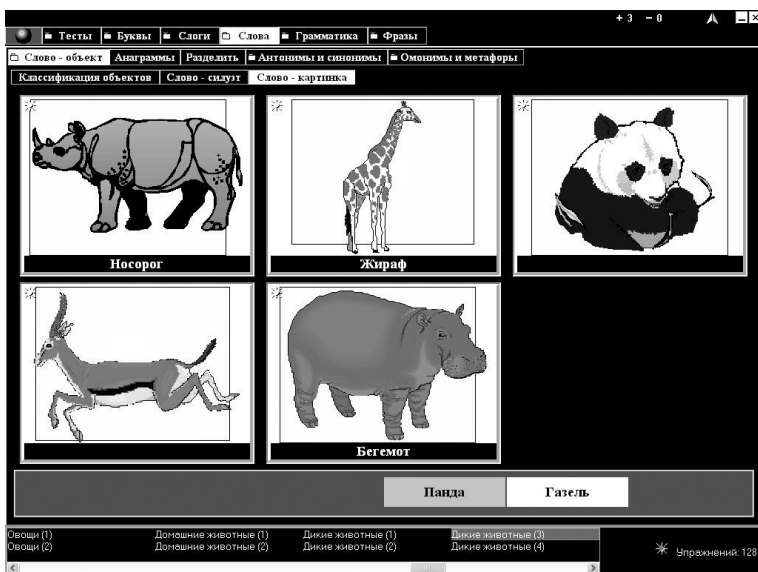 + 3 - 0
Тесты Буквы Слоги Слова Грамматика Фразы
Слово - объект Анаграммы Разделить Антонимы и синонимы Омонимы и метафоры
Классификация объектов Слово - силуэт Слово - картинка
Носорог Жираф
Бегемот
Панда Газель
Овощи (1) Домашние животные (1) Дикие животные (1) Дикие животные (3)
Овощи (2) Домашние животные (2) Дикие животные (2) Дикие животные (4)
Упражнений: 128